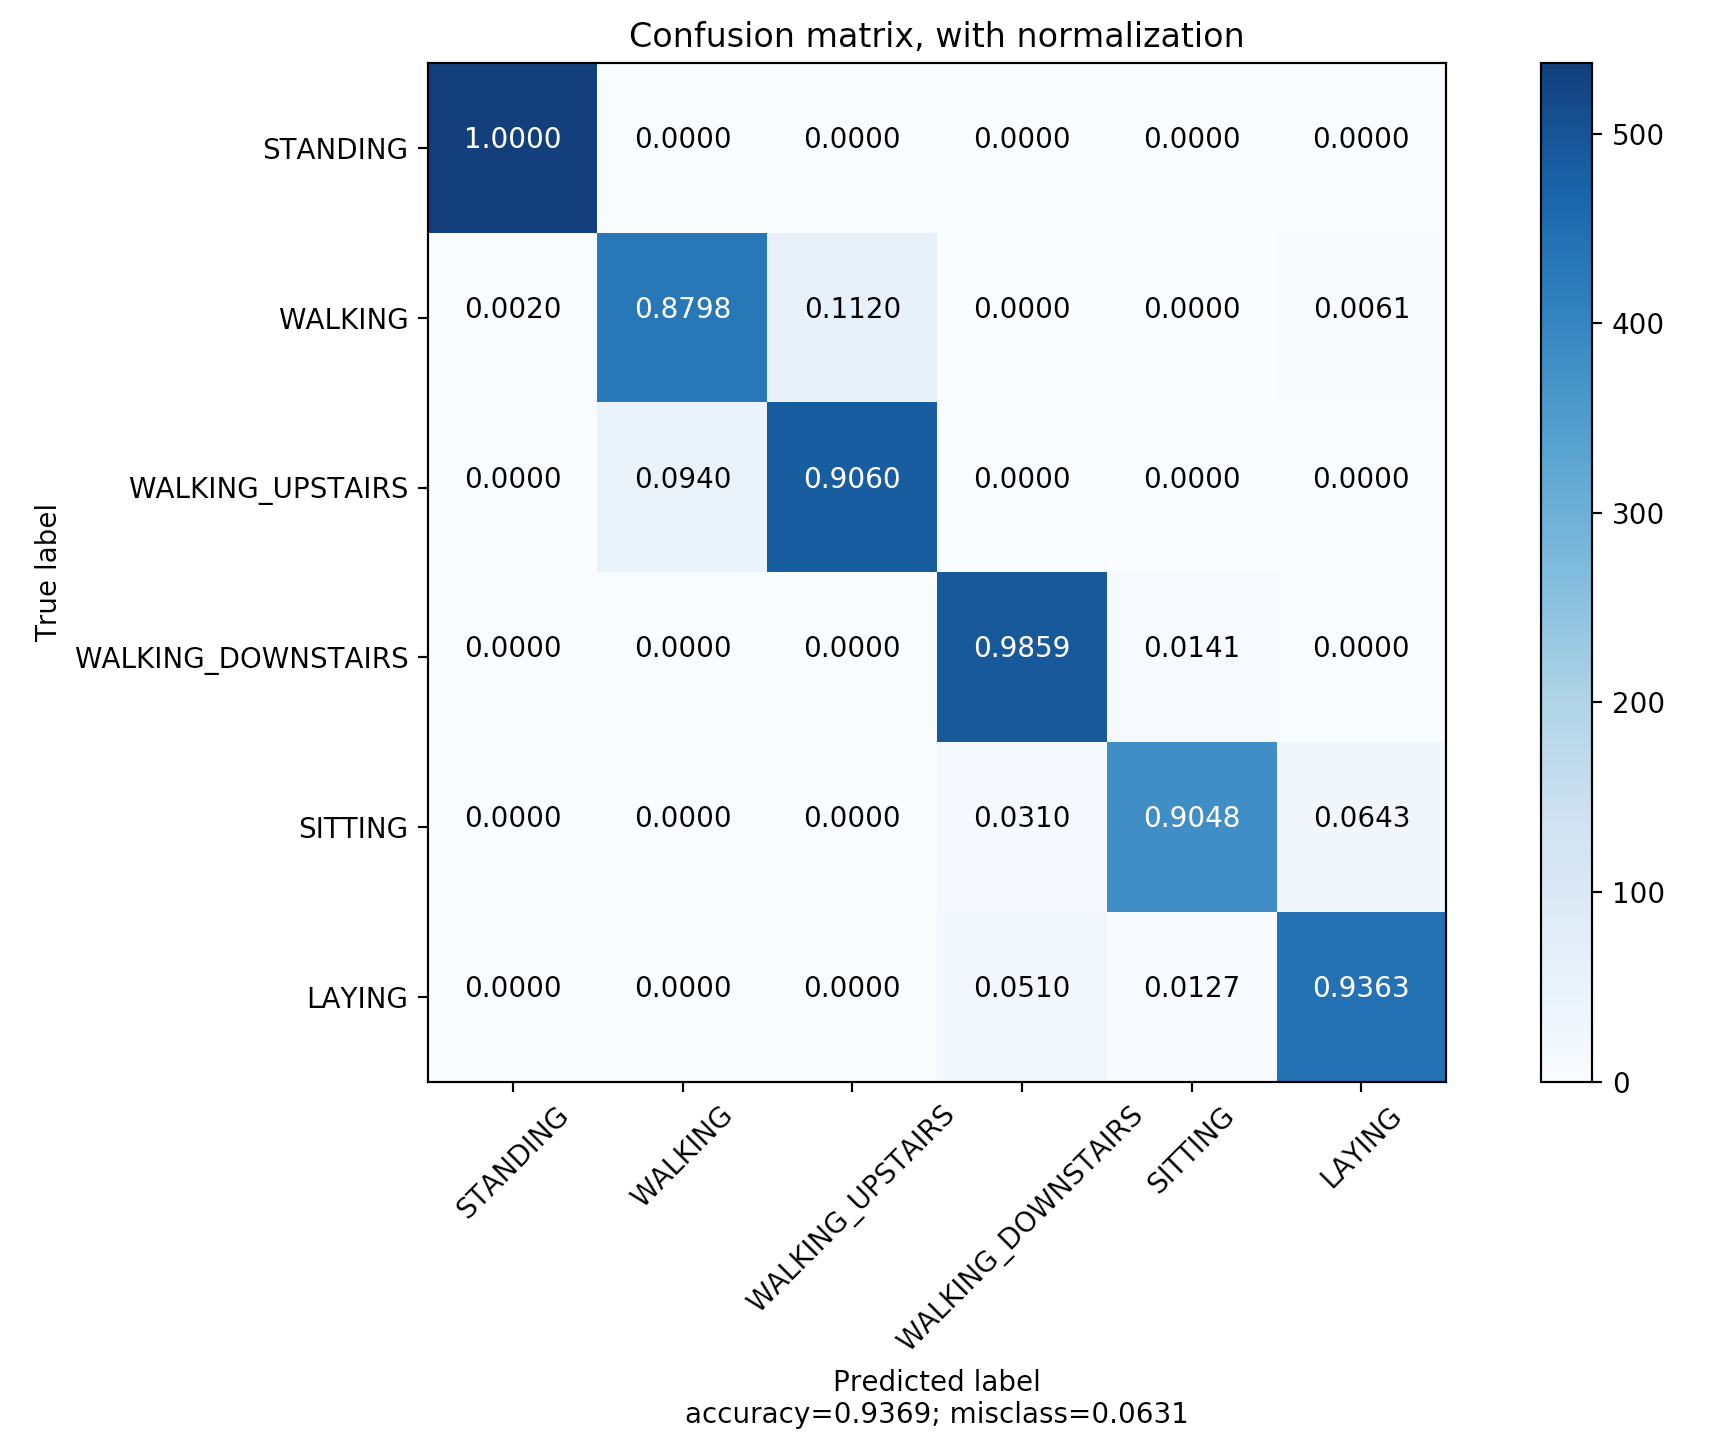 Confusion matrix, with normalization
STANDING 1.0000 0.0000 0.0000 0.0000 0.0000 0.0000
WALKING 0.0020 0.8798 0.1120 0.0000 0.0000 0.0061
WALKING_UPSTAIRS 0.0000 0.0940 0.9060 0.0000 0.0000 0.0000
WALKING_DOWNSTAIRS 0.0000 0.0000 0.0000 0.9859 0.0141 0.0000
SITTING 0.0000 0.0000 0.0000 0.0310 0.9048 0.0643
LAYING 0.0000 0.0000 0.0000 0.0510 0.0127 0.9363
True label
STANDING
WALKING
WALKING_UPSTAIRS
WALKING_DOWNSTAIRS
SITTING
LAYING
Predicted label
accuracy=0.9369; misclass=0.0631
500
400
300
200
100
0